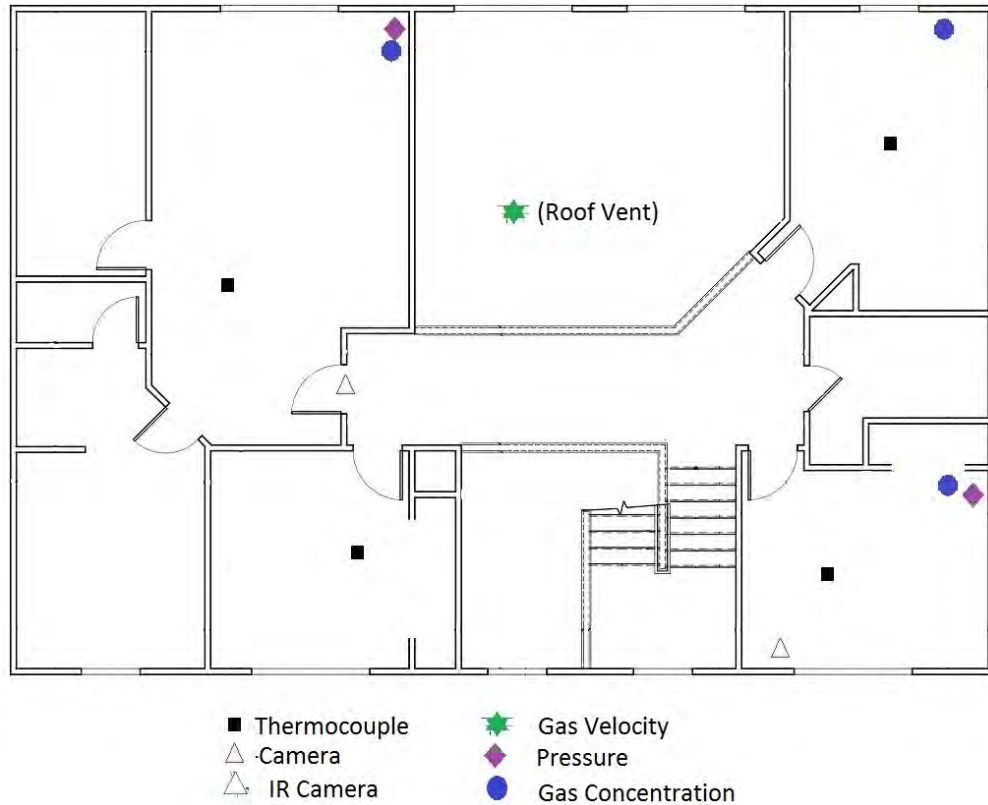 (Roof Vent)
Thermocouple
-Camera
IR Camera
Gas Velocity
Pressure
Gas Concentration